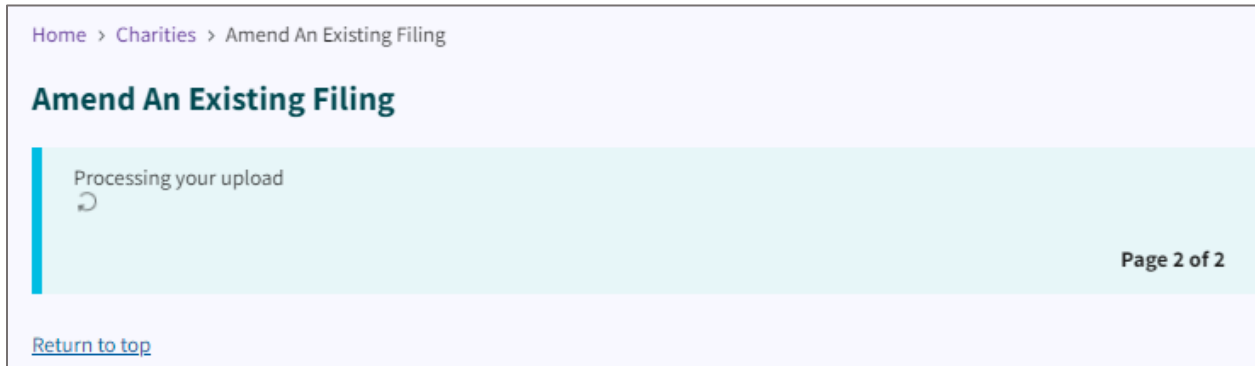 Home > Charities > Amend An Existing Filing
Amend An Existing Filing
Processing your upload
Page 2 of 2
Return to top